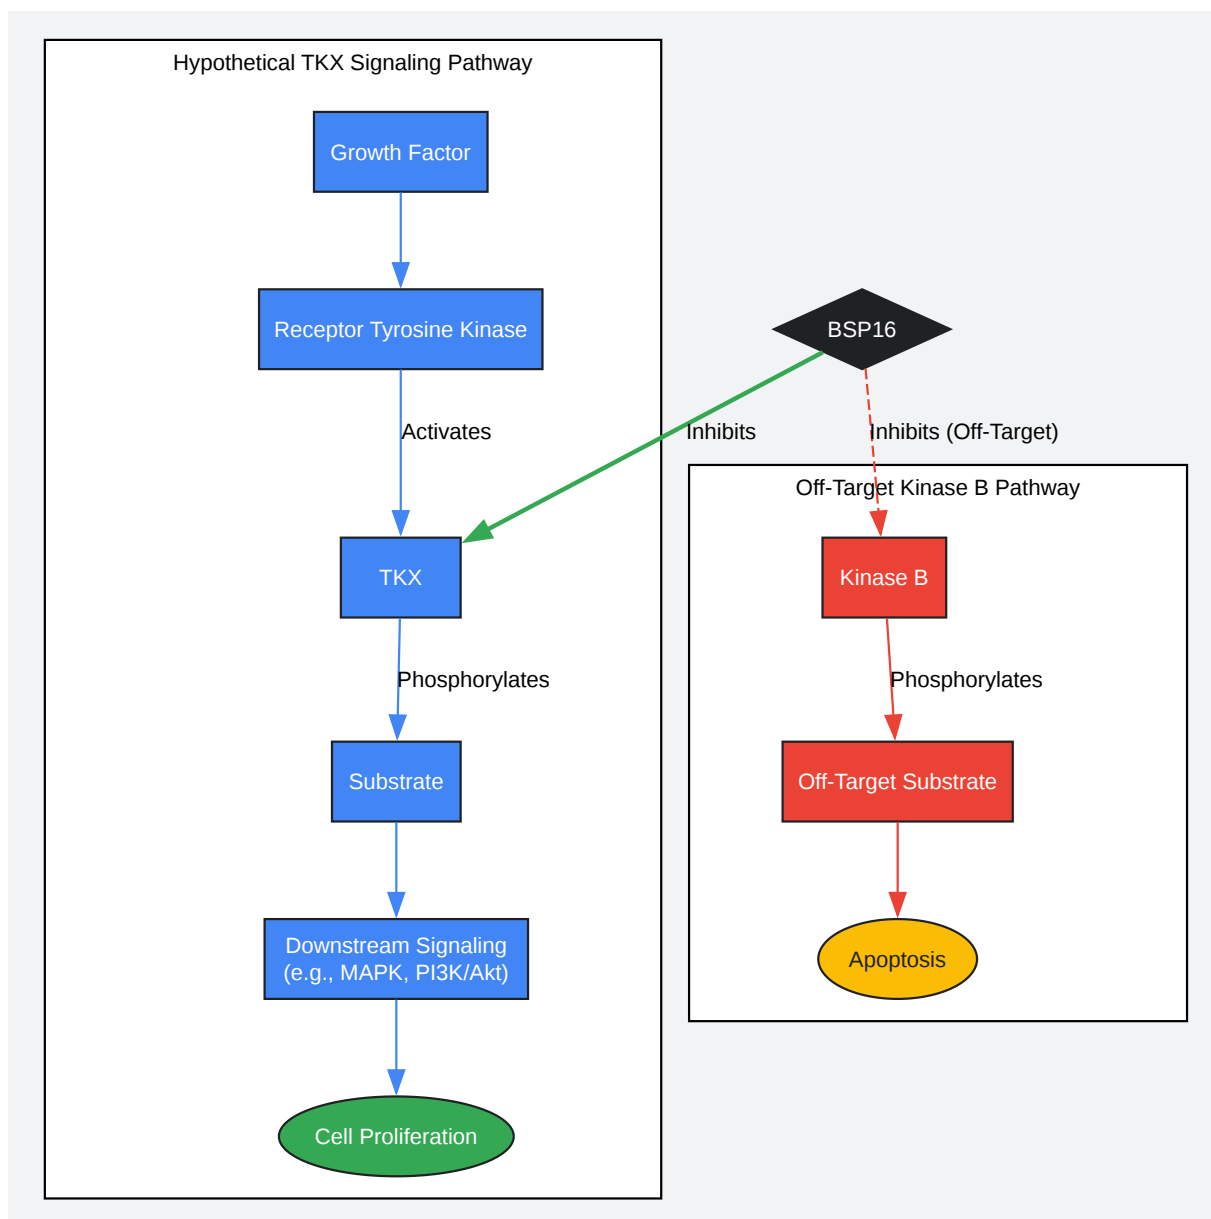 Hypothetical TKX Signaling Pathway
Growth Factor
Receptor Tyrosine Kinase
Activates
TKX
Phosphorylates
Substrate
Downstream Signaling
(e.g., MAPK, PI3K/Akt)
Cell Proliferation
BSP16
Inhibits
Inhibits (Off-Target)
Off-Target Kinase B Pathway
Kinase B
Phosphorylates
Off-Target Substrate
Apoptosis